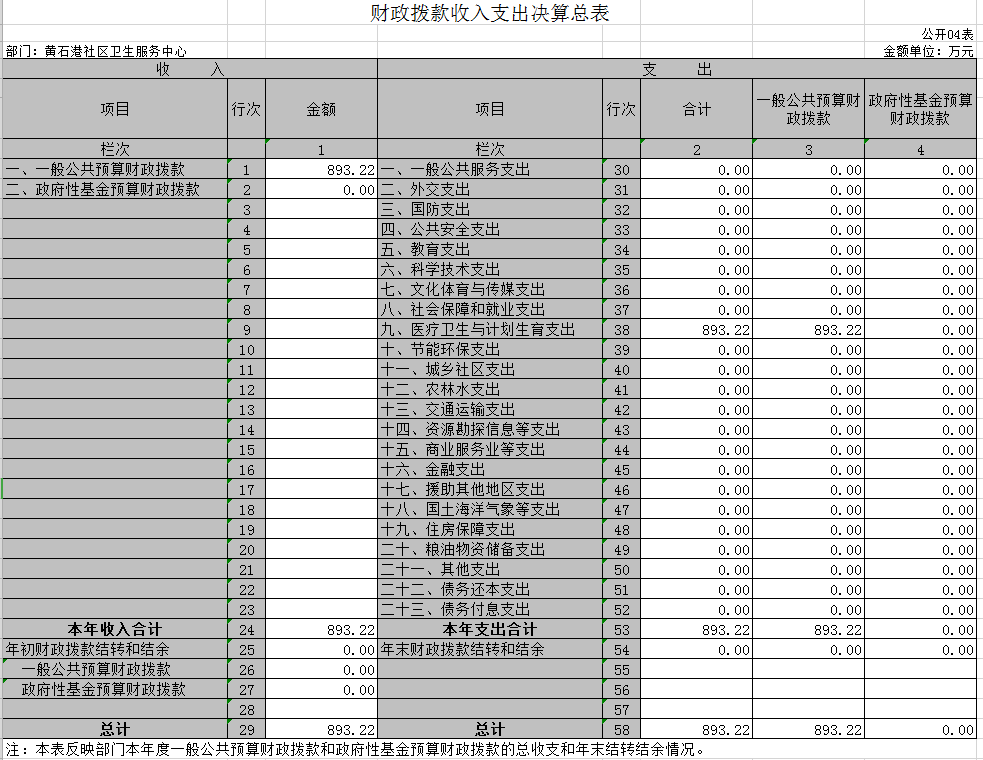 财政拨款收入支出决算总表
公开04表
部门：黄石港社区卫生服务中心 金额单位：万元
收 入 支 出
项目 行次 金额 项目 行次 合计 一般公共预算财政拨款 政府性基金预算财政拨款
栏次 1 栏次 2 3 4
一、一般公共预算财政拨款 1 893.22 一、一般公共服务支出 30 0.00 0.00 0.00
二、政府性基金预算财政拨款 2 0.00 二、外交支出 31 0.00 0.00 0.00
3 三、国防支出 32 0.00 0.00 0.00
4 四、公共安全支出 33 0.00 0.00 0.00
5 五、教育支出 34 0.00 0.00 0.00
6 六、科学技术支出 35 0.00 0.00 0.00
7 七、文化体育与传媒支出 36 0.00 0.00 0.00
8 八、社会保障和就业支出 37 0.00 0.00 0.00
9 九、医疗卫生与计划生育支出 38 893.22 893.22 0.00
10 十、节能环保支出 39 0.00 0.00 0.00
11 十一、城乡社区支出 40 0.00 0.00 0.00
12 十二、农林水支出 41 0.00 0.00 0.00
13 十三、交通运输支出 42 0.00 0.00 0.00
14 十四、资源勘探信息等支出 43 0.00 0.00 0.00
15 十五、商业服务业等支出 44 0.00 0.00 0.00
16 十六、金融支出 45 0.00 0.00 0.00
17 十七、援助其他地区支出 46 0.00 0.00 0.00
18 十八、国土海洋气象等支出 47 0.00 0.00 0.00
19 十九、住房保障支出 48 0.00 0.00 0.00
20 二十、粮油物资储备支出 49 0.00 0.00 0.00
21 二十一、其他支出 50 0.00 0.00 0.00
22 二十二、债务还本支出 51 0.00 0.00 0.00
23 二十三、债务付息支出 52 0.00 0.00 0.00
本年收入合计 24 893.22 本年支出合计 53 893.22 893.22 0.00
年初财政拨款结转和结余 25 0.00 年末财政拨款结转和结余 54 0.00 0.00 0.00
一般公共预算财政拨款 26 0.00 55
政府性基金预算财政拨款 27 0.00 56
28 57
总计 29 893.22 总计 58 893.22 893.22 0.00
注：本表反映部门本年度一般公共预算财政拨款和政府性基金预算财政拨款的总收支和年末结转结余情况。